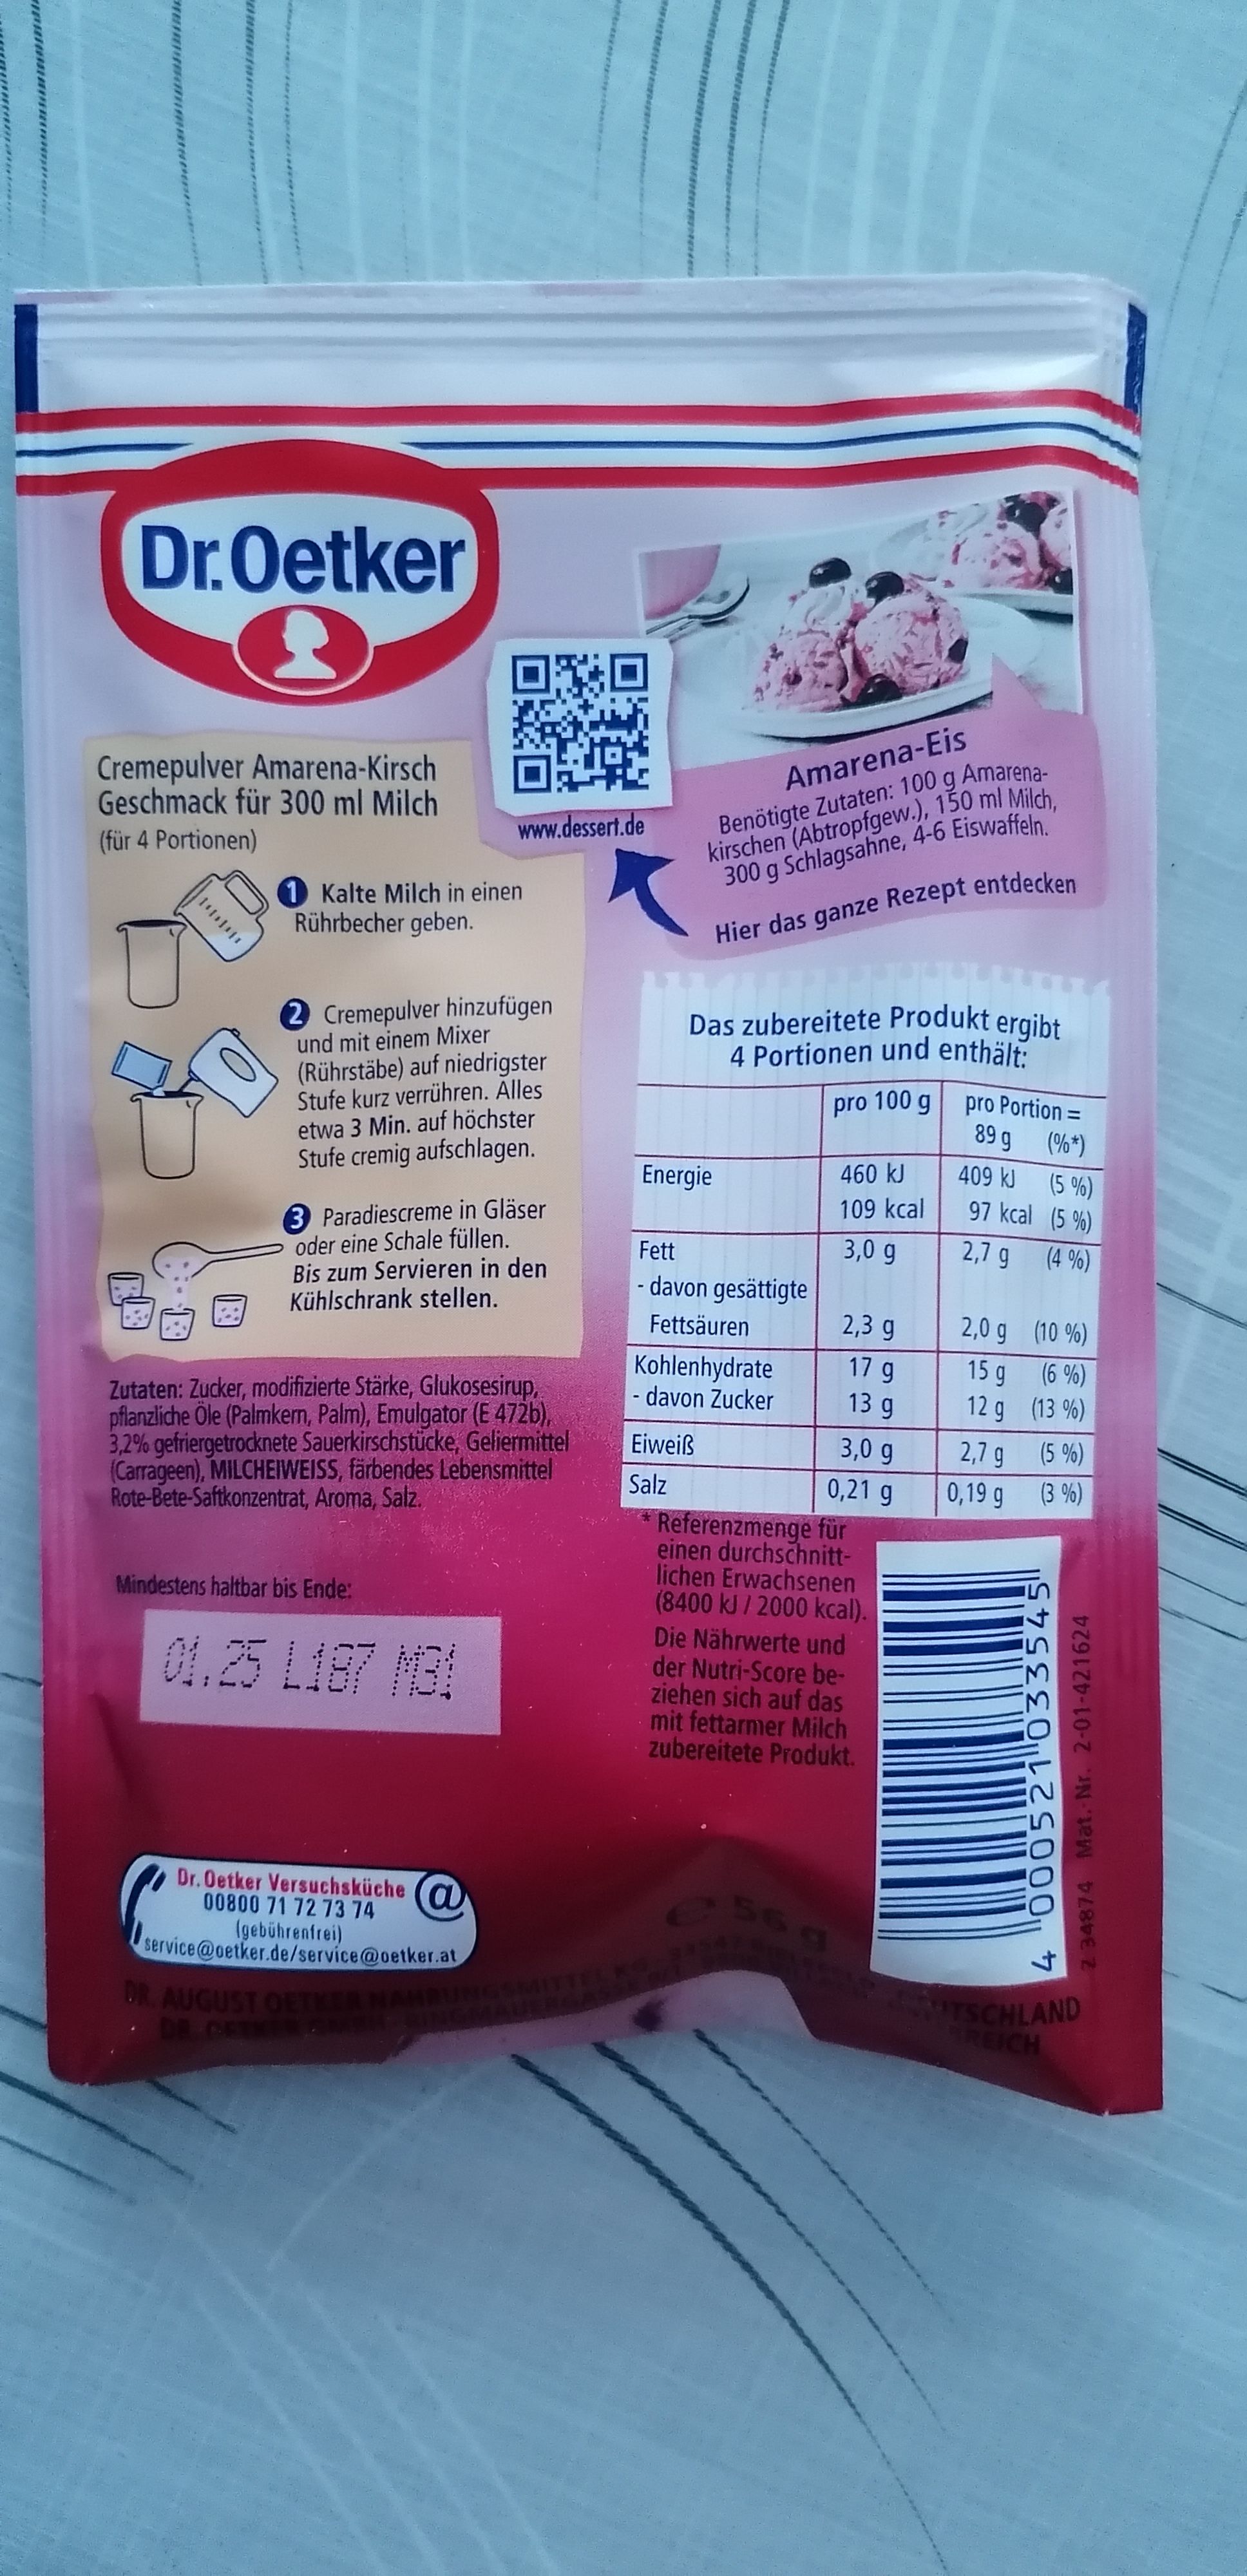 Dr. Oetker
Cremepulver Amarena-Kirsch
Geschmack für 300 ml Milch
(für 4 Portionen)
1 Kalte Milch in einen
Rührbecher geben.
2 Cremepulver hinzufügen
und mit einem Mixer
(Rührstäbe) auf niedrigster
Stufe kurz verrühren. Alles
etwa 3 Min. auf höchster
Stufe cremig aufschlagen.
3 Paradiescreme in Gläser
oder eine Schale füllen.
Bis zum Servieren in den
Kühlschrank stellen.
Zutaten: Zucker, modifizierte Stärke, Glukosesirup,
pflanzliche Öle (Palmkern, Palm), Emulgator (E 472b),
3,2% gefriergetrocknete Sauerkirschstücke, Geliermittel
(Carrageen), MILCHEIWEISS, färbendes Lebensmittel
Rote-Bete-Saftkonzentrat, Aroma, Salz.
Mindestens haltbar bis Ende:
01.25 L187 M31
Dr. Oetker Versuchsküche
00800 71 72 73 74
(gebührenfrei)
service@oetker.de/service@oetker.at
@
www.dessert.de
Amarena-Eis
Benötigte Zutaten: 100 g Amarena-
kirschen (Abtropfgew.), 150 ml Milch,
300 g Schlagsahne, 4-6 Eiswaffeln.
Hier das ganze Rezept entdecken
Das zubereitete Produkt ergibt
4 Portionen und enthält:
pro 100 g pro Portion =
89 g (%*)
Energie 460 kJ 409 kJ (5 %)
109 kcal 97 kcal (5 %)
Fett 3,0 g 2,7 g (4 %)
- davon gesättigte
Fettsäuren 2,3 g 2,0 g (10 %)
Kohlenhydrate 17 g 15 g (6 %)
- davon Zucker 13 g 12 g (13 %)
Eiweiß 3,0 g 2,7 g (5 %)
Salz 0,21 g 0,19 g (3 %)
* Referenzmenge für
einen durchschnitt-
lichen Erwachsenen
(8400 kJ / 2000 kcal).
Die Nährwerte und
der Nutri-Score be-
ziehen sich auf das
mit fettarmer Milch
zubereitete Produkt.
4 000521 033545
2 34874 Mat.-Nr. 2-01-421624
e 56 g
DR. AUGUST OETKER NAHRUNGSMITTEL
DR. OETKER